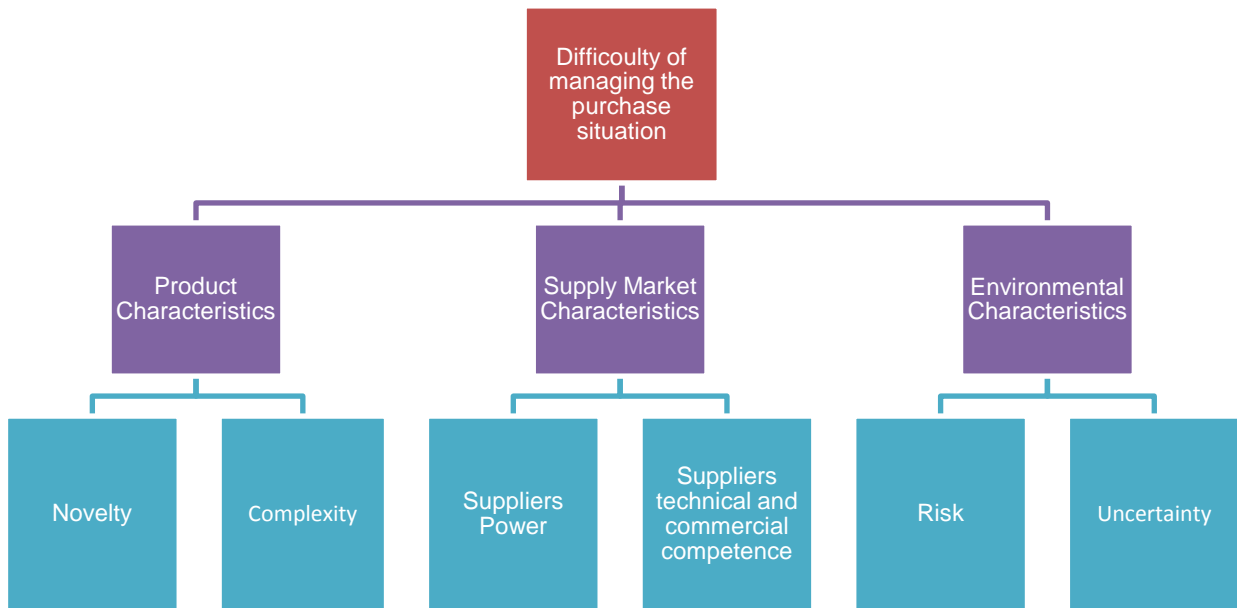 Difficoulty of
managing the
purchase
situation
Product
Characteristics
Supply Market
Characteristics
Environmental
Characteristics
Novelty
Complexity
Suppliers
Power
Suppliers
technical and
commercial
competence
Risk
Uncertainty